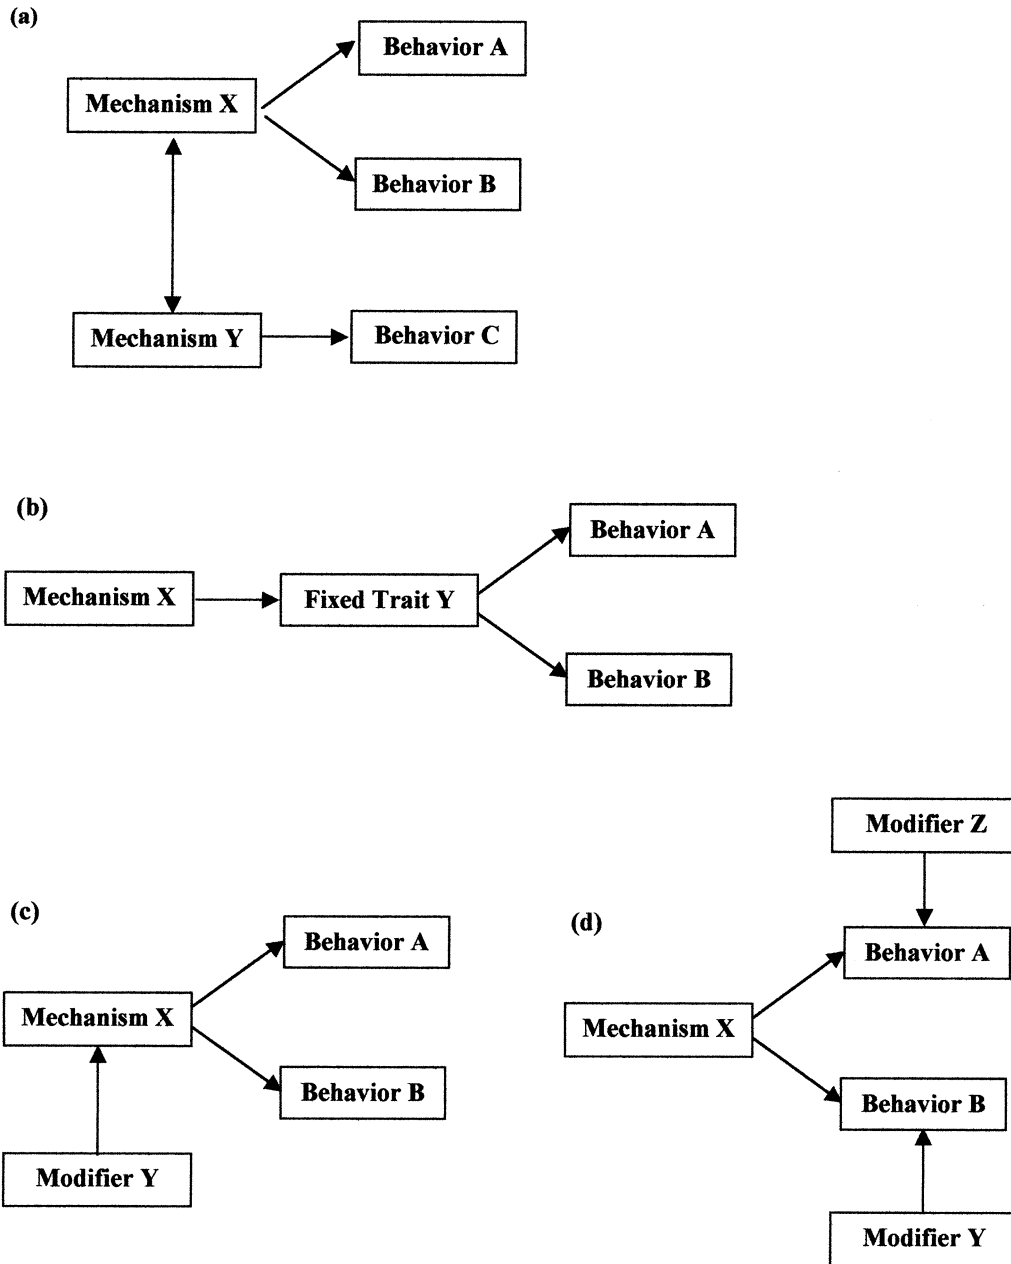 (a)
Behavior A
Mechanism X
Behavior B
Mechanism Y
Behavior C
(b)
Behavior A
Mechanism X
Fixed Trait Y
Behavior B
Modifier Z
(c)
Behavior A
(d)
Behavior A
Mechanism X
Mechanism X
Behavior B
Behavior B
Modifier Y
Modifier Y